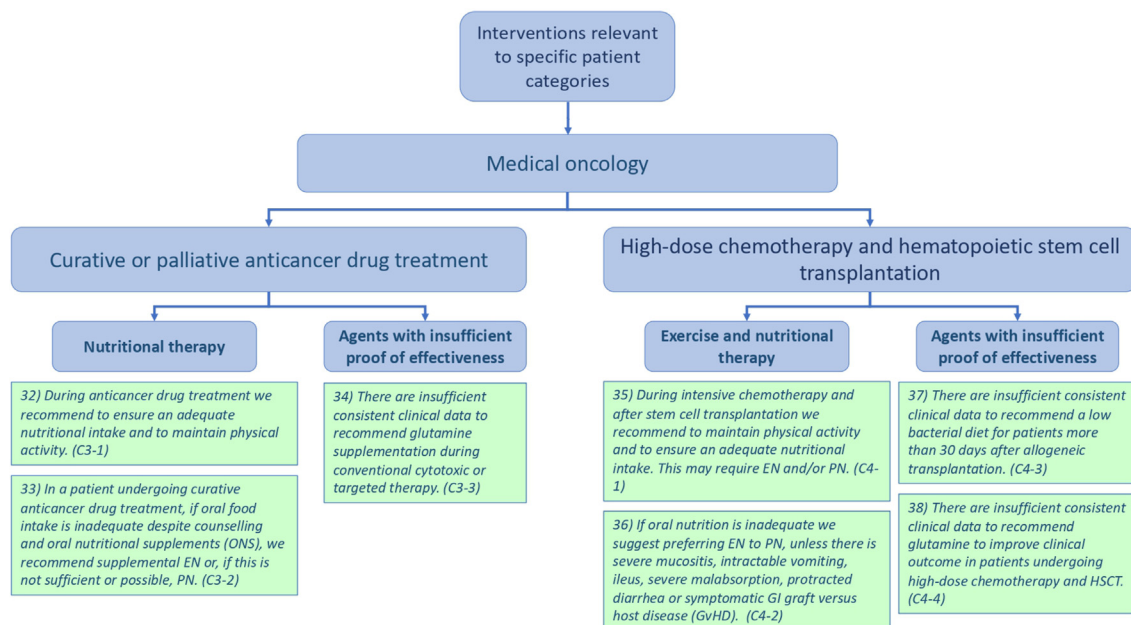 Interventions relevant
to specific patient
categories
Medical oncology
Curative or palliative anticancer drug treatment
High-dose chemotherapy and hematopoietic stem cell
transplantation
Nutritional therapy
Agents with insufficient
proof of effectiveness
Exercise and nutritional
therapy
Agents with insufficient
proof of effectiveness
32) During anticancer drug treatment we
recommend to ensure an adequate
nutritional intake and to maintain physical
activity. (C3-1)
33) In a patient undergoing curative
anticancer drug treatment, if oral food
intake is inadequate despite counselling
and oral nutritional supplements (ONS), we
recommend supplemental EN or, if this is
not sufficient or possible, PN. (C3-2)
34) There are insufficient
consistent clinical data to
recommend glutamine
supplementation during
conventional cytotoxic or
targeted therapy. (C3-3)
35) During intensive chemotherapy and
after stem cell transplantation we
recommend to maintain physical activity
and to ensure an adequate nutritional
intake. This may require EN and/or PN. (C4-
1)
36) If oral nutrition is inadequate we
suggest preferring EN to PN, unless there is
severe mucositis, intractable vomiting,
ileus, severe malabsorption, protracted
diarrhea or symptomatic GI graft versus
host disease (GvHD). (C4-2)
37) There are insufficient consistent
clinical data to recommend a low
bacterial diet for patients more
than 30 days after allogeneic
transplantation. (C4-3)
38) There are insufficient consistent
clinical data to recommend
glutamine to improve clinical
outcome in patients undergoing
high-dose chemotherapy and HSCT.
(C4-4)